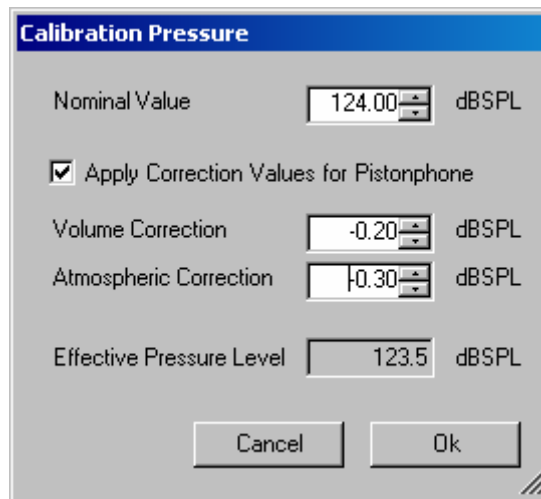 Calibration Pressure
Nominal Value 124.00 dBSPL
Apply Correction Values for Pistonphone
Volume Correction -0.20 dBSPL
Atmospheric Correction -0.30 dBSPL
Effective Pressure Level 123.5 dBSPL
Cancel Ok